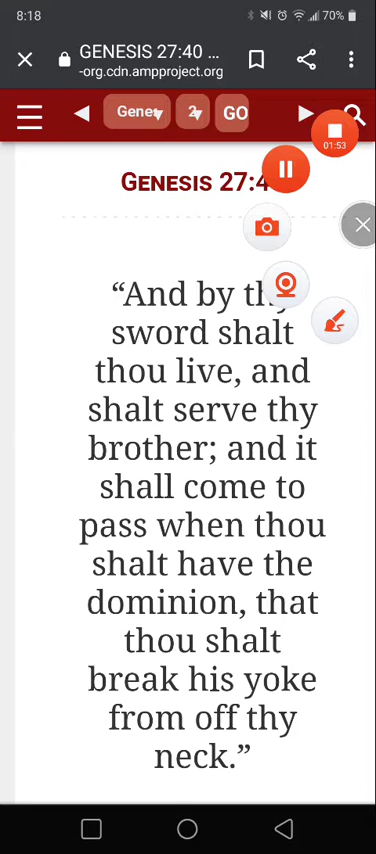 8:18
70%
GENESIS 27:40 ...
-org.cdn.ampproject.org
GO
01:53
GENESIS 27:4
“And by
sword shalt
thou live, and
shalt serve thy
brother; and it
shall come to
pass when thou
shalt have the
dominion, that
thou shalt
break his yoke
from off thy
neck.”